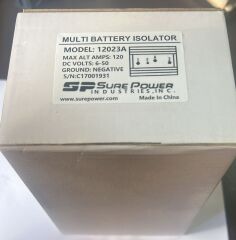 MULTI BATTERY ISOLATOR
MODEL: 12023A
MAX ALT AMPS: 120
DC VOLTS: 6-50
GROUND: NEGATIVE
S/N:C17001931
SP SURE POWER
INDUSTRIES, INC.
www.surepower.com Made in China